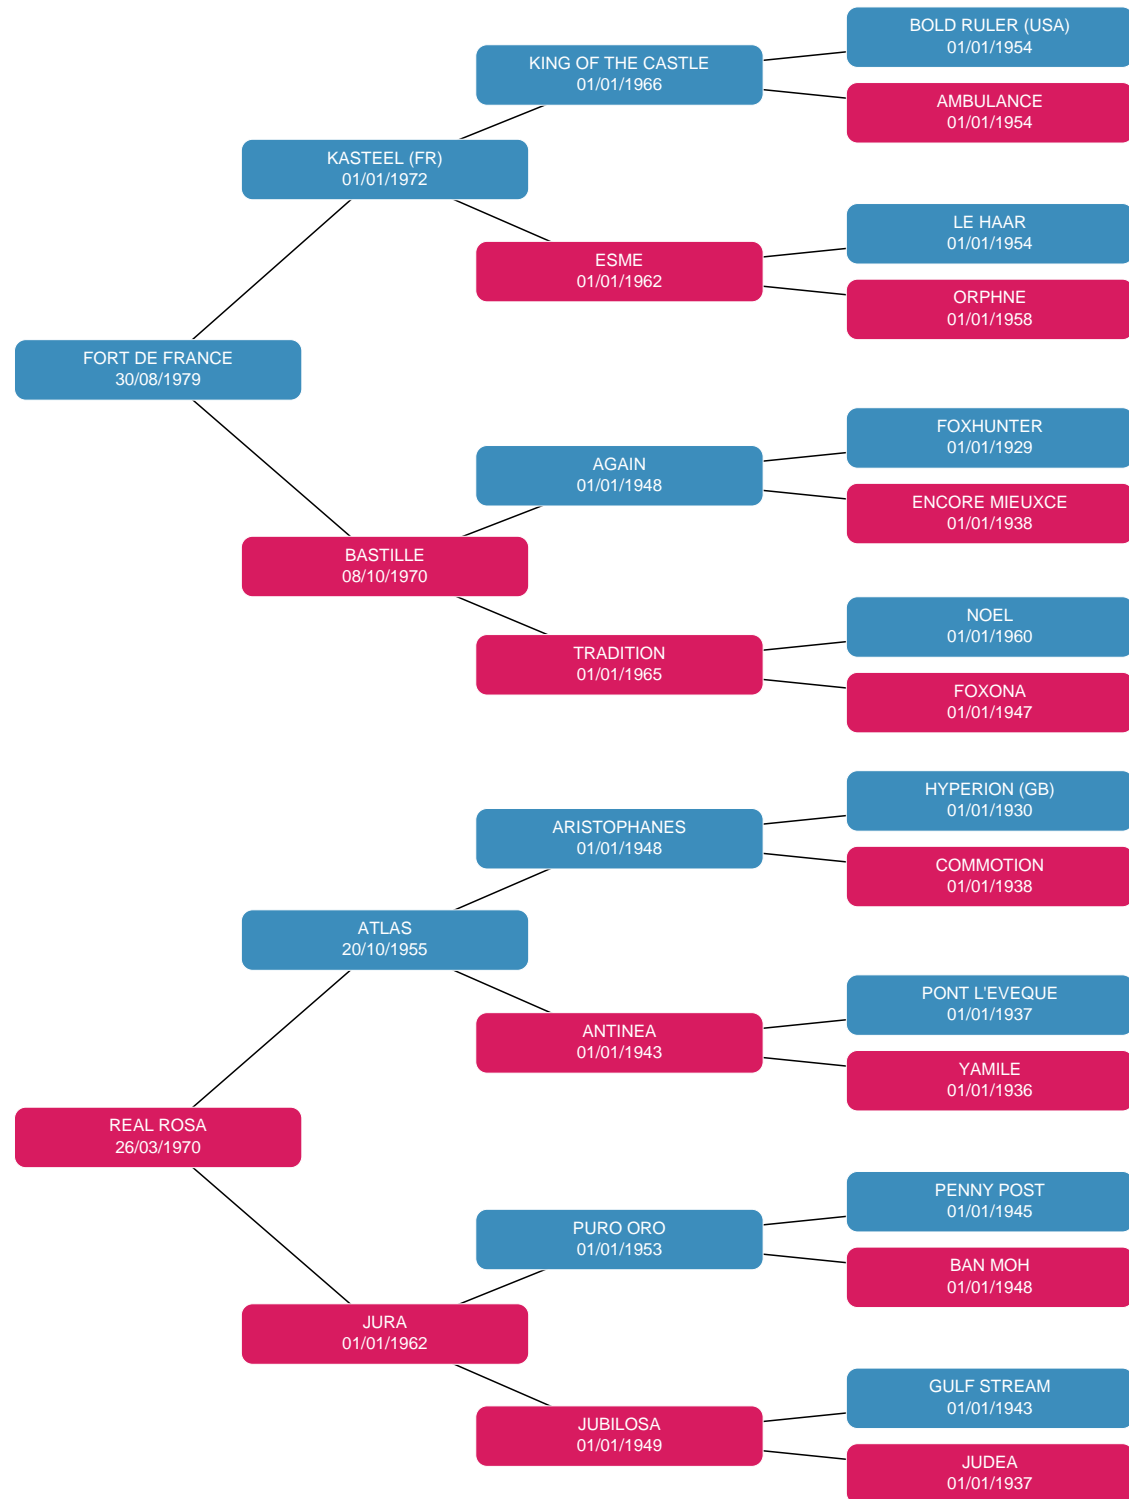 BOLD RULER (USA)
01/01/1954
KING OF THE CASTLE
01/01/1966
AMBULANCE
01/01/1954
KASTEEL (FR)
01/01/1972
LE HAAR
01/01/1954
ESME
01/01/1962
ORPHNE
01/01/1958
FORT DE FRANCE
30/08/1979
FOXHUNTER
01/01/1929
AGAIN
01/01/1948
ENCORE MIEUXCE
01/01/1938
BASTILLE
08/10/1970
NOEL
01/01/1960
TRADITION
01/01/1965
FOXONA
01/01/1947
HYPERION (GB)
01/01/1930
ARISTOPHANES
01/01/1948
COMMOTION
01/01/1938
ATLAS
20/10/1955
PONT L'EVEQUE
01/01/1937
ANTINEA
01/01/1943
YAMILE
01/01/1936
REAL ROSA
26/03/1970
PENNY POST
01/01/1945
PURO ORO
01/01/1953
BAN MOH
01/01/1948
JURA
01/01/1962
GULF STREAM
01/01/1943
JUBILOSA
01/01/1949
JUDEA
01/01/1937